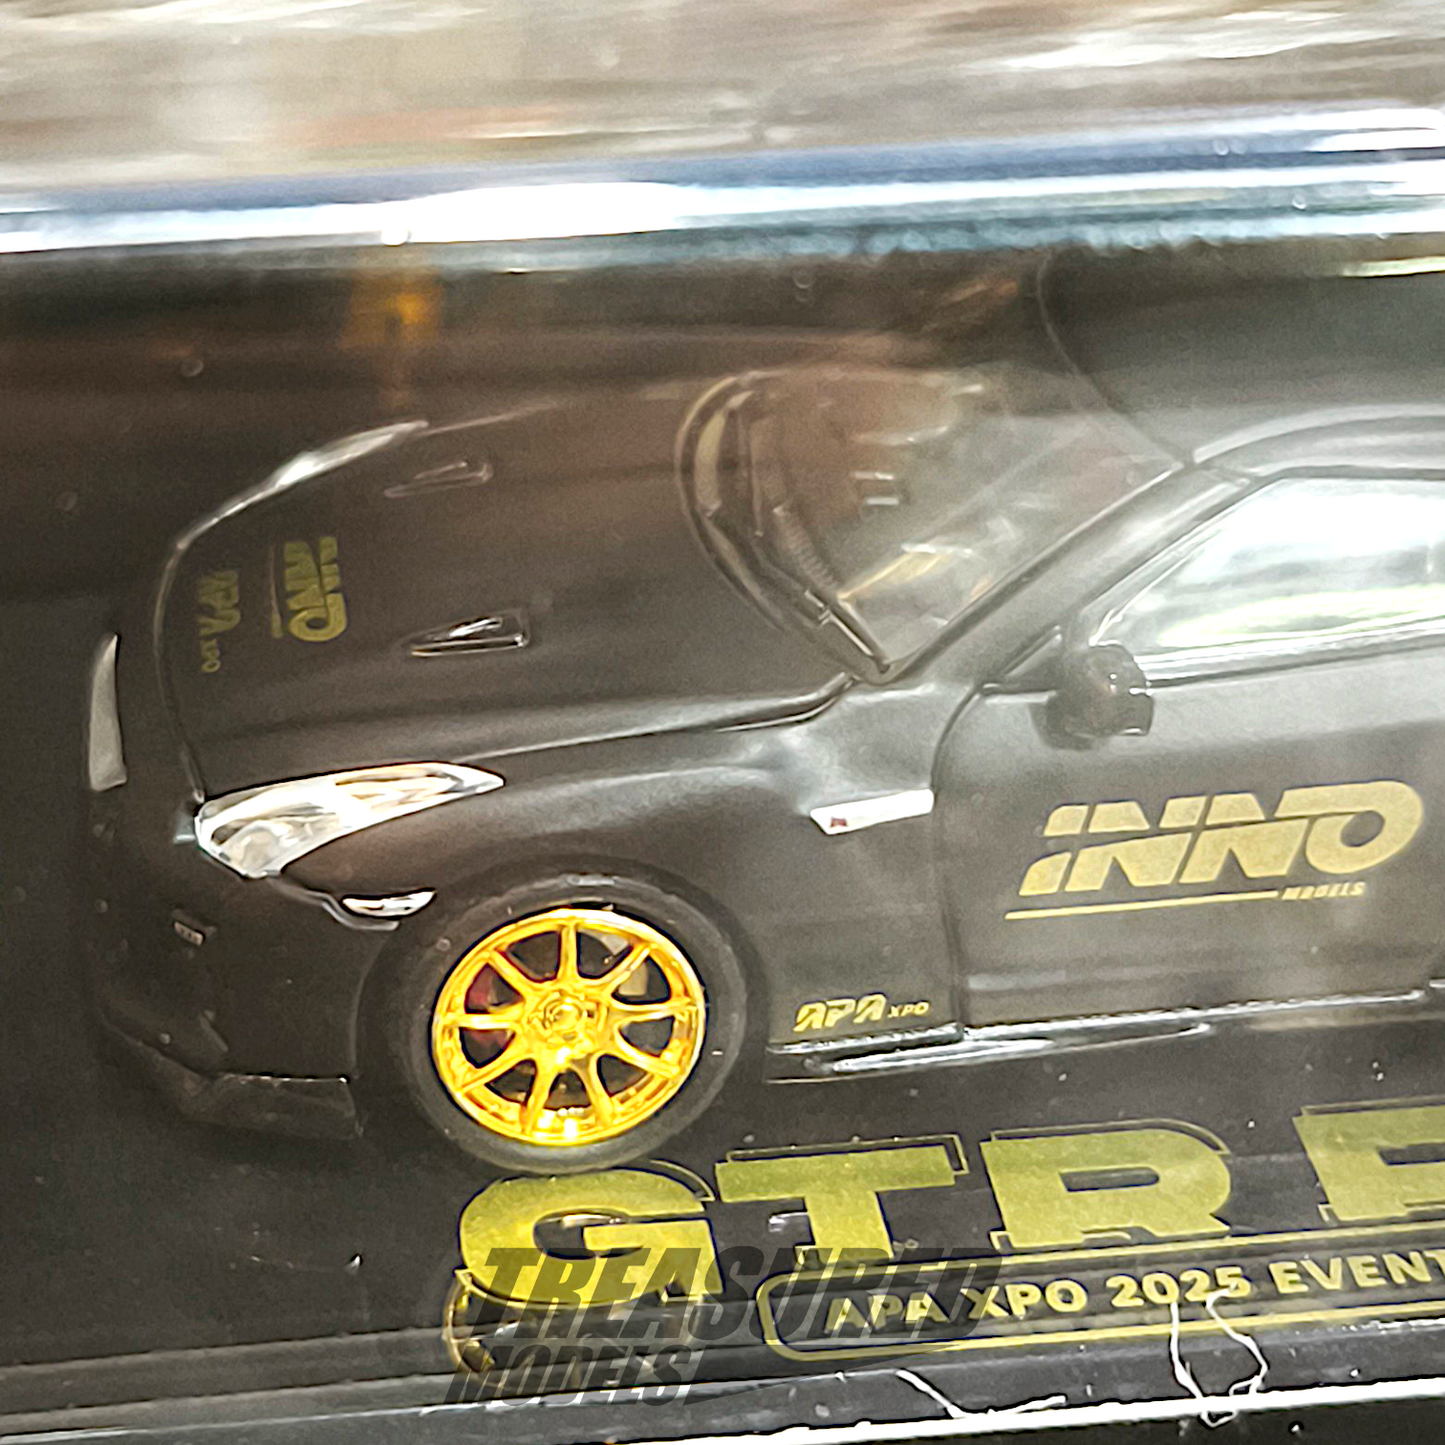 INNO
APA XPO
INNO
MODELS
APA XPO
GTR
APA XPO 2025 EVENT
TREASURED
MODELS